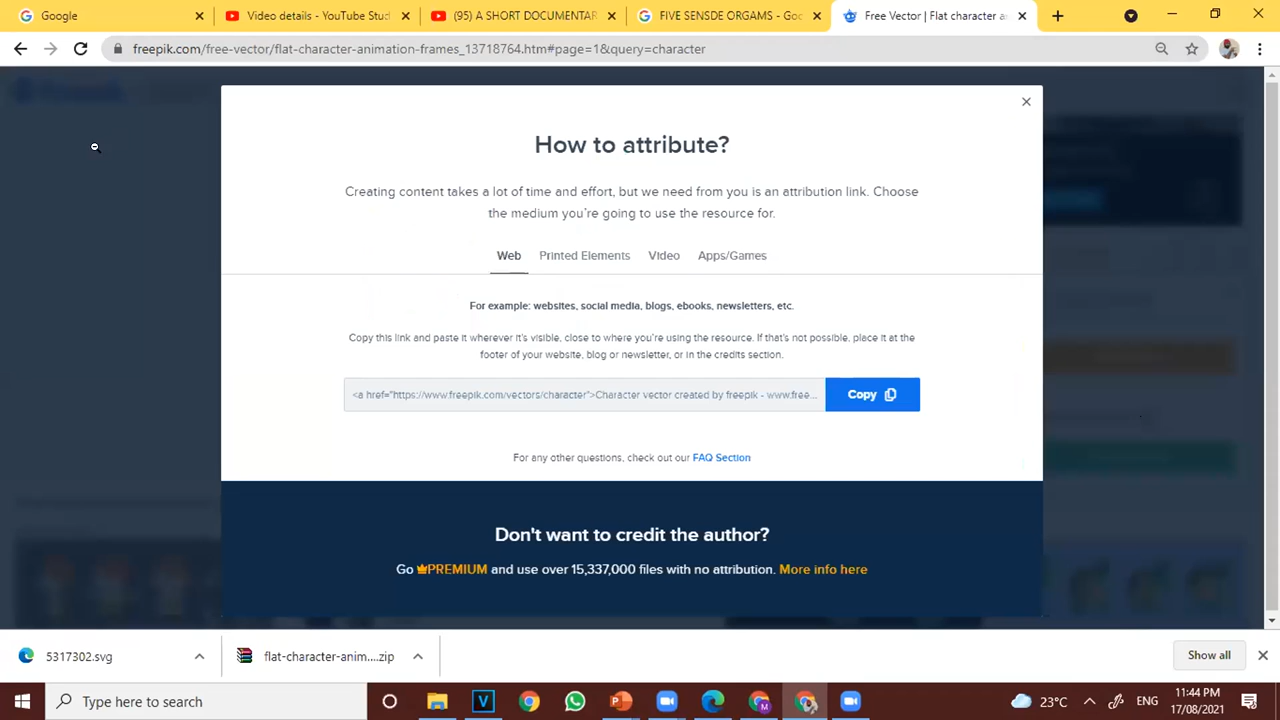 Google
Video details - YouTube Stud
(95) A SHORT DOCUMENTAR
FIVE SENSDE ORGAMS - Goo
Free Vector | Flat character a
freepik.com/free-vector/flat-character-animation-frames_13718764.htm#page=1&query=character
How to attribute?
Creating content takes a lot of time and effort, but we need from you is an attribution link. Choose
the medium you're going to use the resource for.
Web Printed Elements Video Apps/Games
For example: websites, social media, blogs, ebooks, newsletters, etc.
Copy this link and paste it wherever it's visible, close to where you're using the resource. If that's not possible, place it at the
footer of your website, blog or newsletter, or in the credits section.
<a href="https://www.freepik.com/vectors/character">Character vector created by freepik - www.free...
Copy
For any other questions, check out our FAQ Section
Don't want to credit the author?
Go PREMIUM and use over 15,337,000 files with no attribution. More info here
5317302.svg
flat-character-anim....zip
Show all
Type here to search
23°C
ENG
11:44 PM
17/08/2021